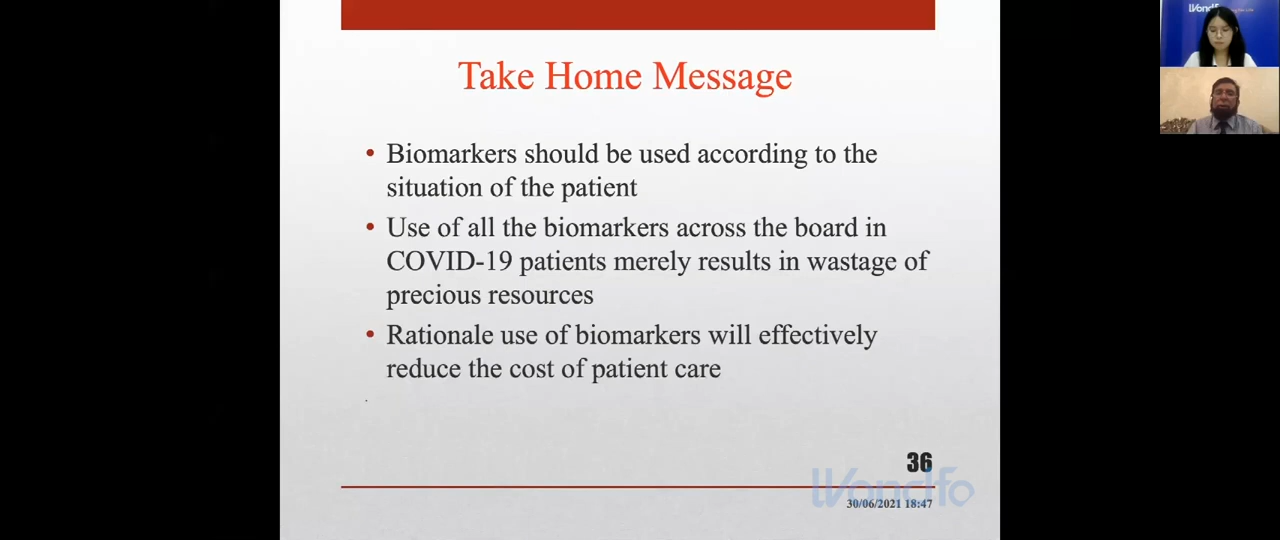 Take Home Message
• Biomarkers should be used according to the
situation of the patient
• Use of all the biomarkers across the board in
COVID-19 patients merely results in wastage of
precious resources
• Rationale use of biomarkers will effectively
reduce the cost of patient care
36
Wondfo
30/06/2021 18:47
Wondfo